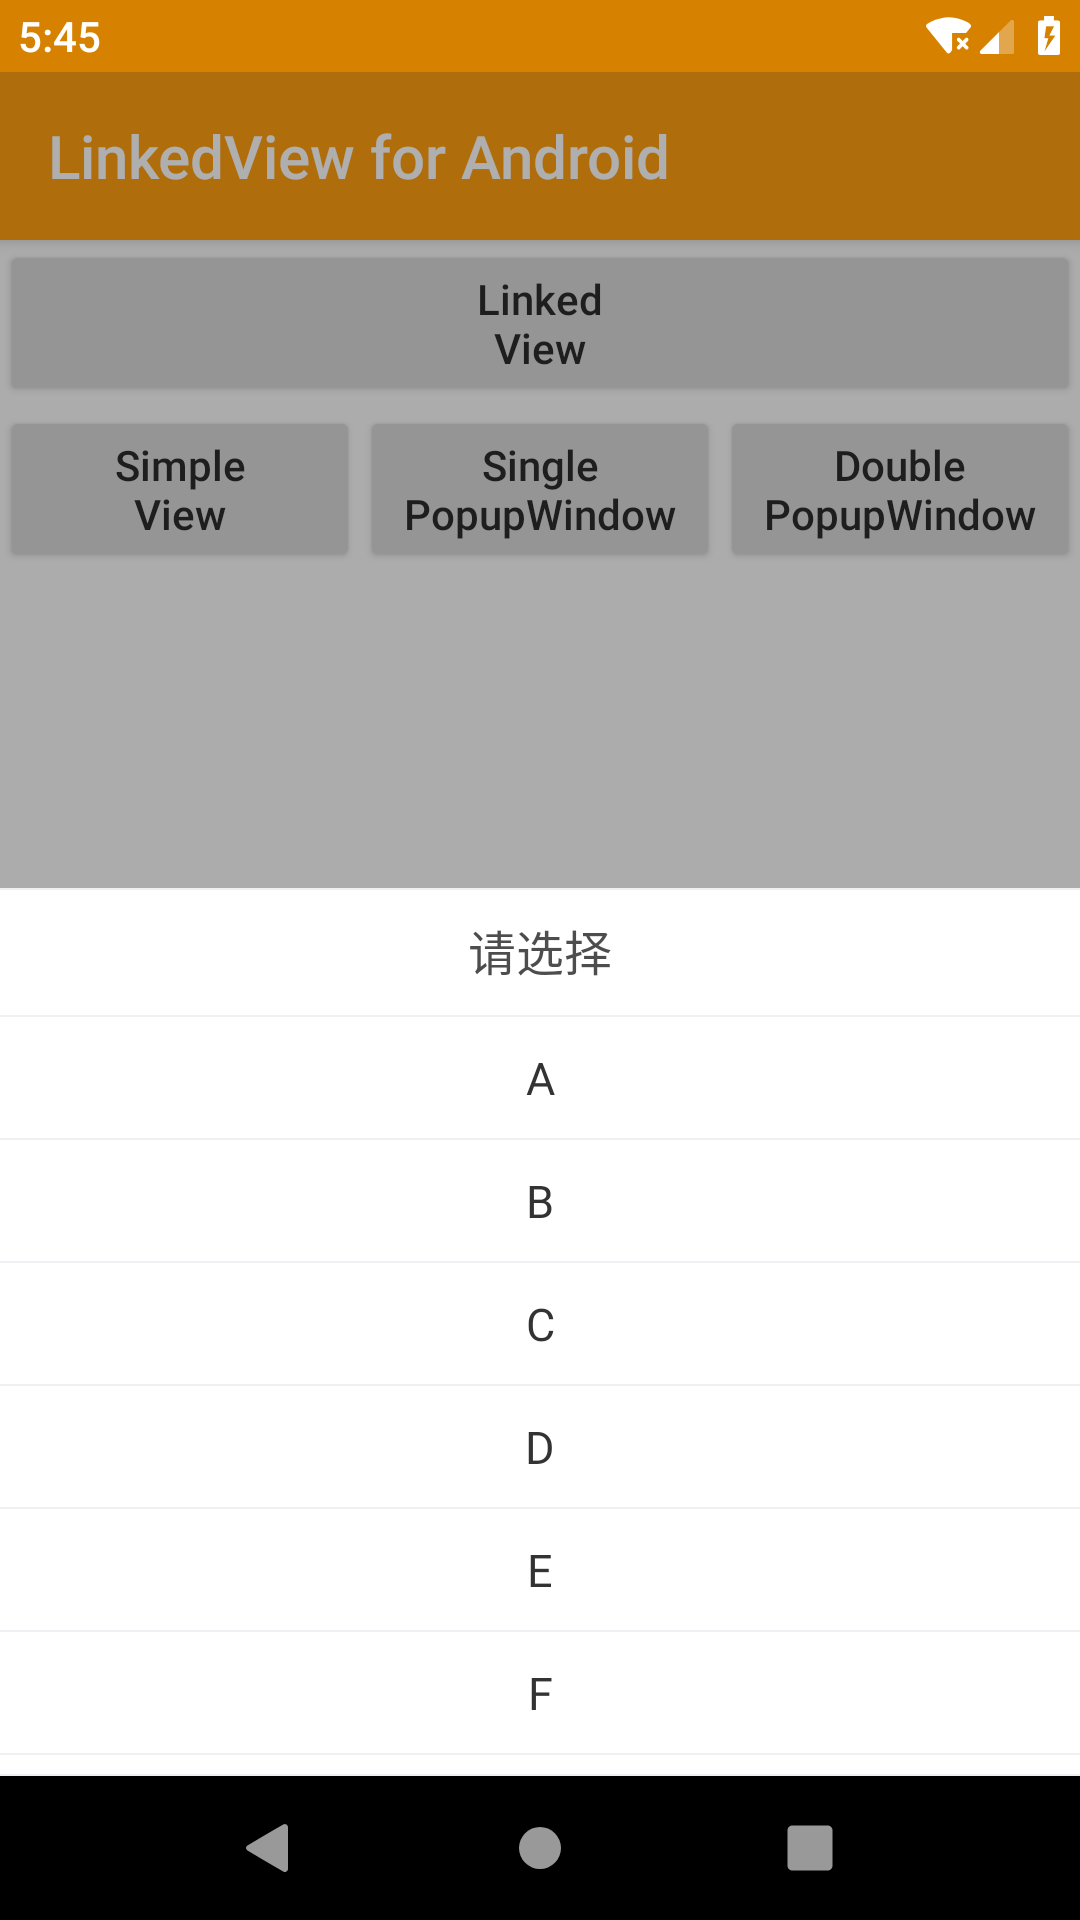 5:45
LinkedView for Android
Linked
View
Simple
View
Single
PopupWindow
Double
PopupWindow
请选择
A
B
C
D
E
F